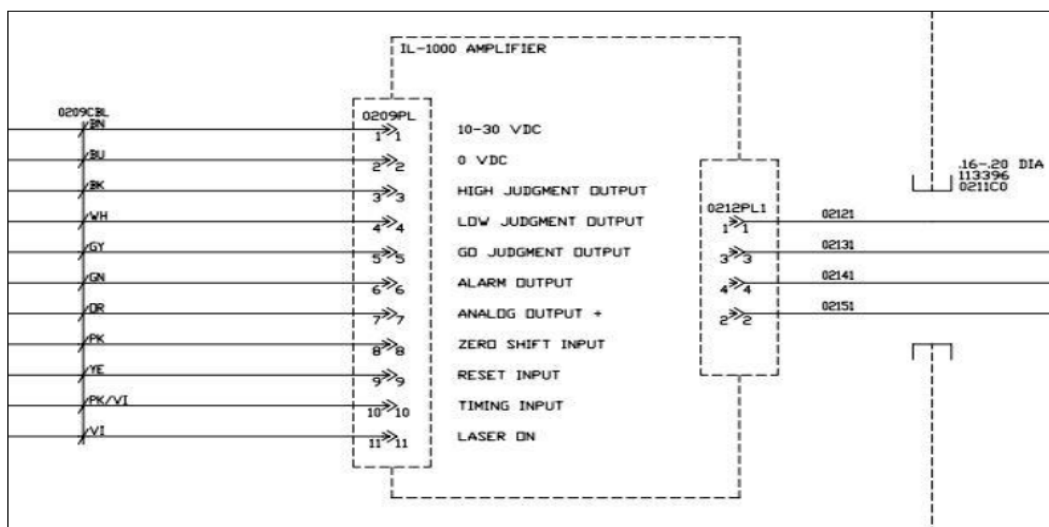 IL-1000 AMPLIFIER
0209CBL
0209PL
BN 1 1 10-30 VDC
BU 2 2 0 VDC
BK 3 3 HIGH JUDGMENT OUTPUT
WH 4 4 LOW JUDGMENT OUTPUT
GY 5 5 GO JUDGMENT OUTPUT
GN 6 6 ALARM OUTPUT
OR 7 7 ANALOG OUTPUT +
PK 8 8 ZERO SHIFT INPUT
YE 9 9 RESET INPUT
PK/VI 10 10 TIMING INPUT
VI 11 11 LASER ON
0212PL1
1 1 02121
3 3 02131
4 4 02141
2 2 02151
.16-.20 DIA
113396
0211C0